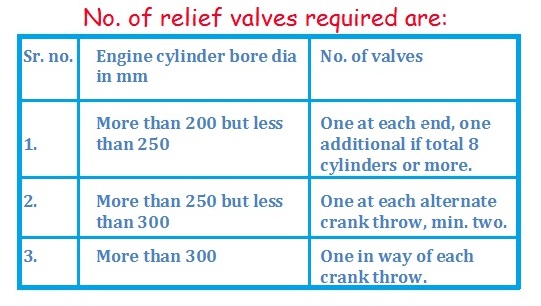 No. of relief valves required are:
Sr. no. Engine cylinder bore dia No. of valves
in mm
More than 200 but less One at each end, one
1. than 250 additional if total 8
cylinders or more.
2. More than 250 but less One at each alternate
than 300 crank throw, min. two.
3. More than 300 One in way of each
crank throw.